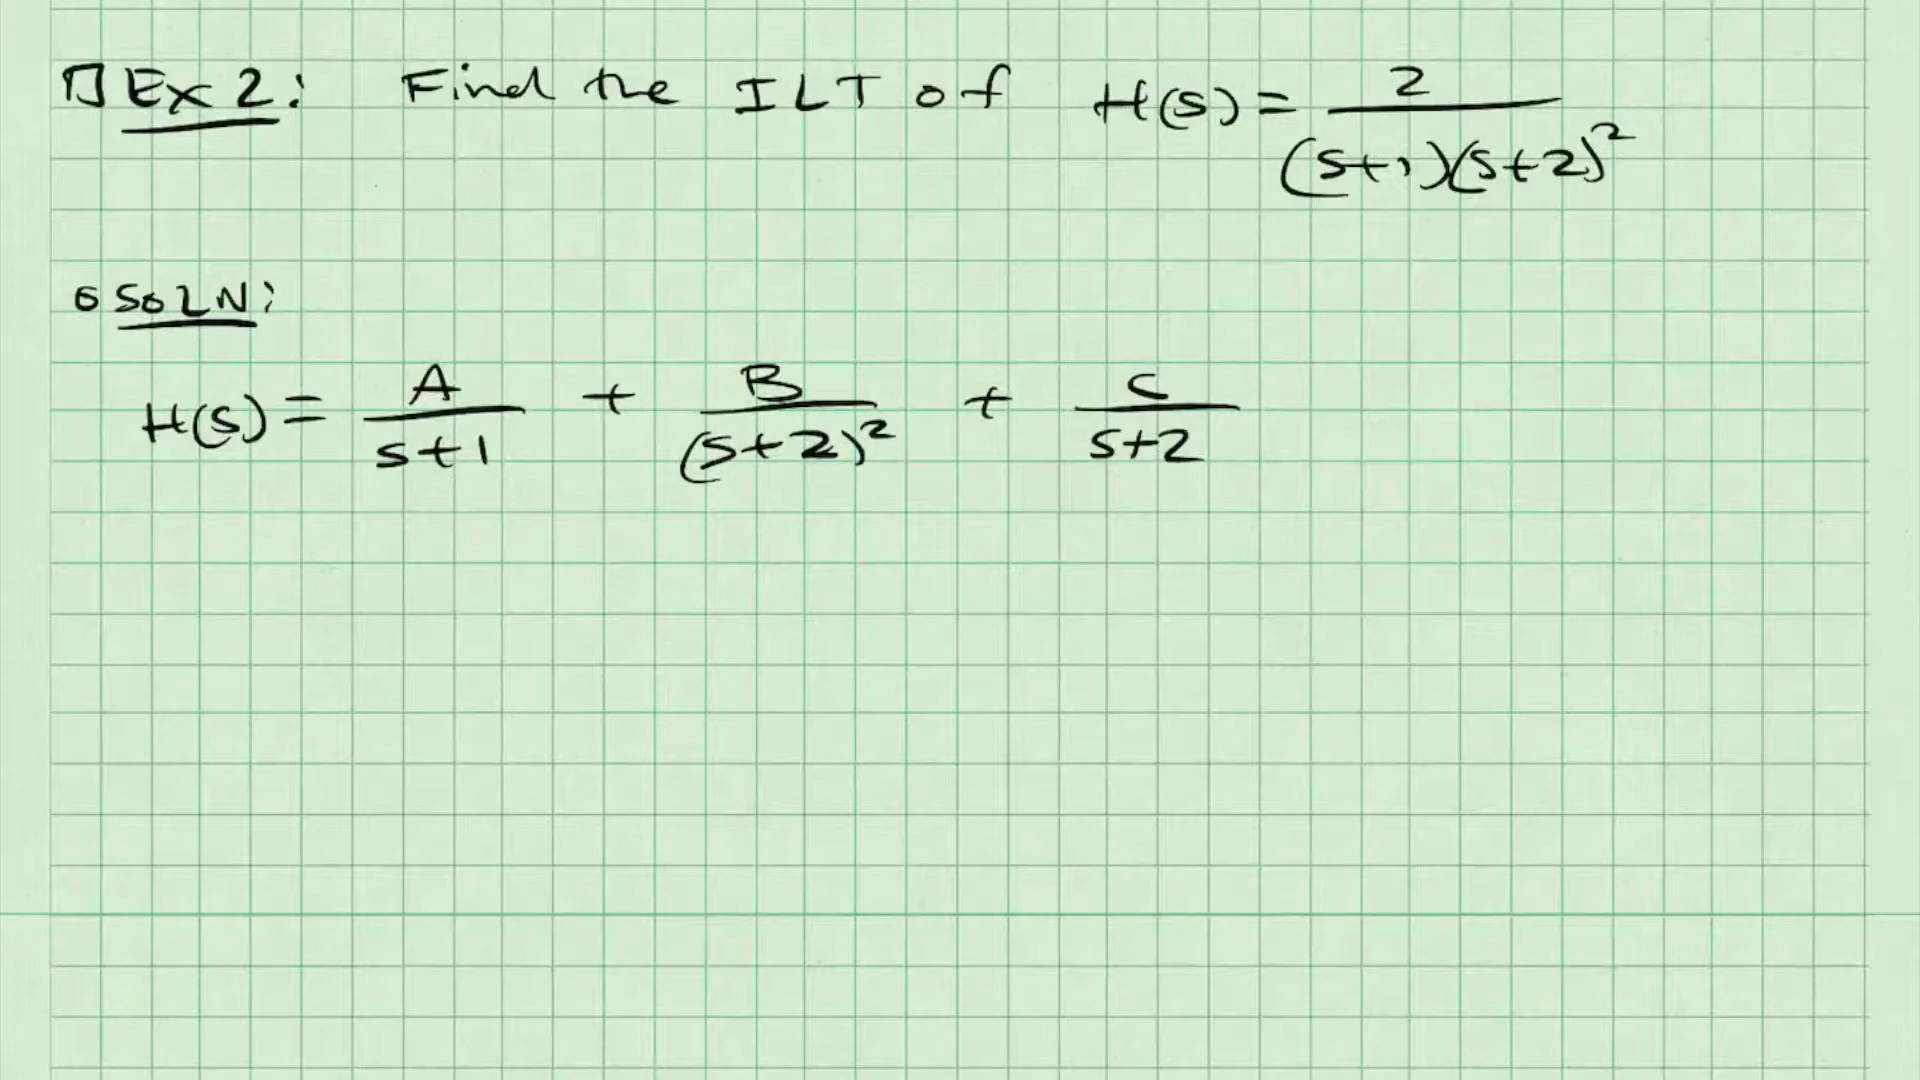 Ex 2: Find the ILT of H(s) = 2 / (s+1)(s+2)²
SOLN:
H(s) = A / s+1 + B / (s+2)² + C / s+2